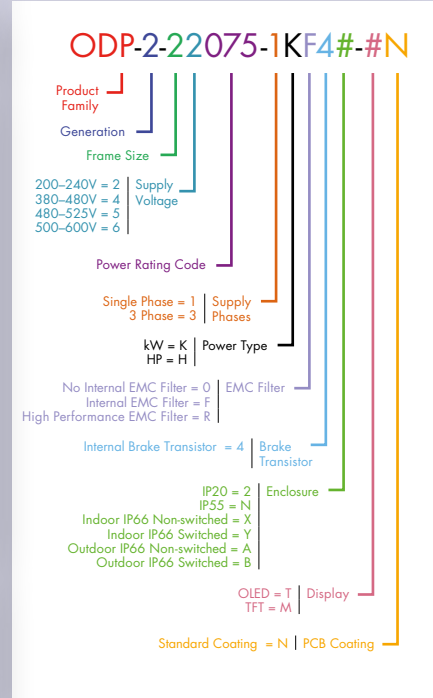 ODP-2-22075-1KF4#-#N
Product
Family
Generation
Frame Size
200–240V = 2
380–480V = 4
480–525V = 5
500–600V = 6
Supply
Voltage
Power Rating Code
Single Phase = 1
3 Phase = 3
Supply
Phases
kW = K
HP = H
Power Type
No Internal EMC Filter = 0
Internal EMC Filter = F
High Performance EMC Filter = R
EMC Filter
Internal Brake Transistor = 4
Brake
Transistor
IP20 = 2
IP55 = N
Indoor IP66 Non-switched = X
Indoor IP66 Switched = Y
Outdoor IP66 Non-switched = A
Outdoor IP66 Switched = B
Enclosure
OLED = T
TFT = M
Display
Standard Coating = N
PCB Coating